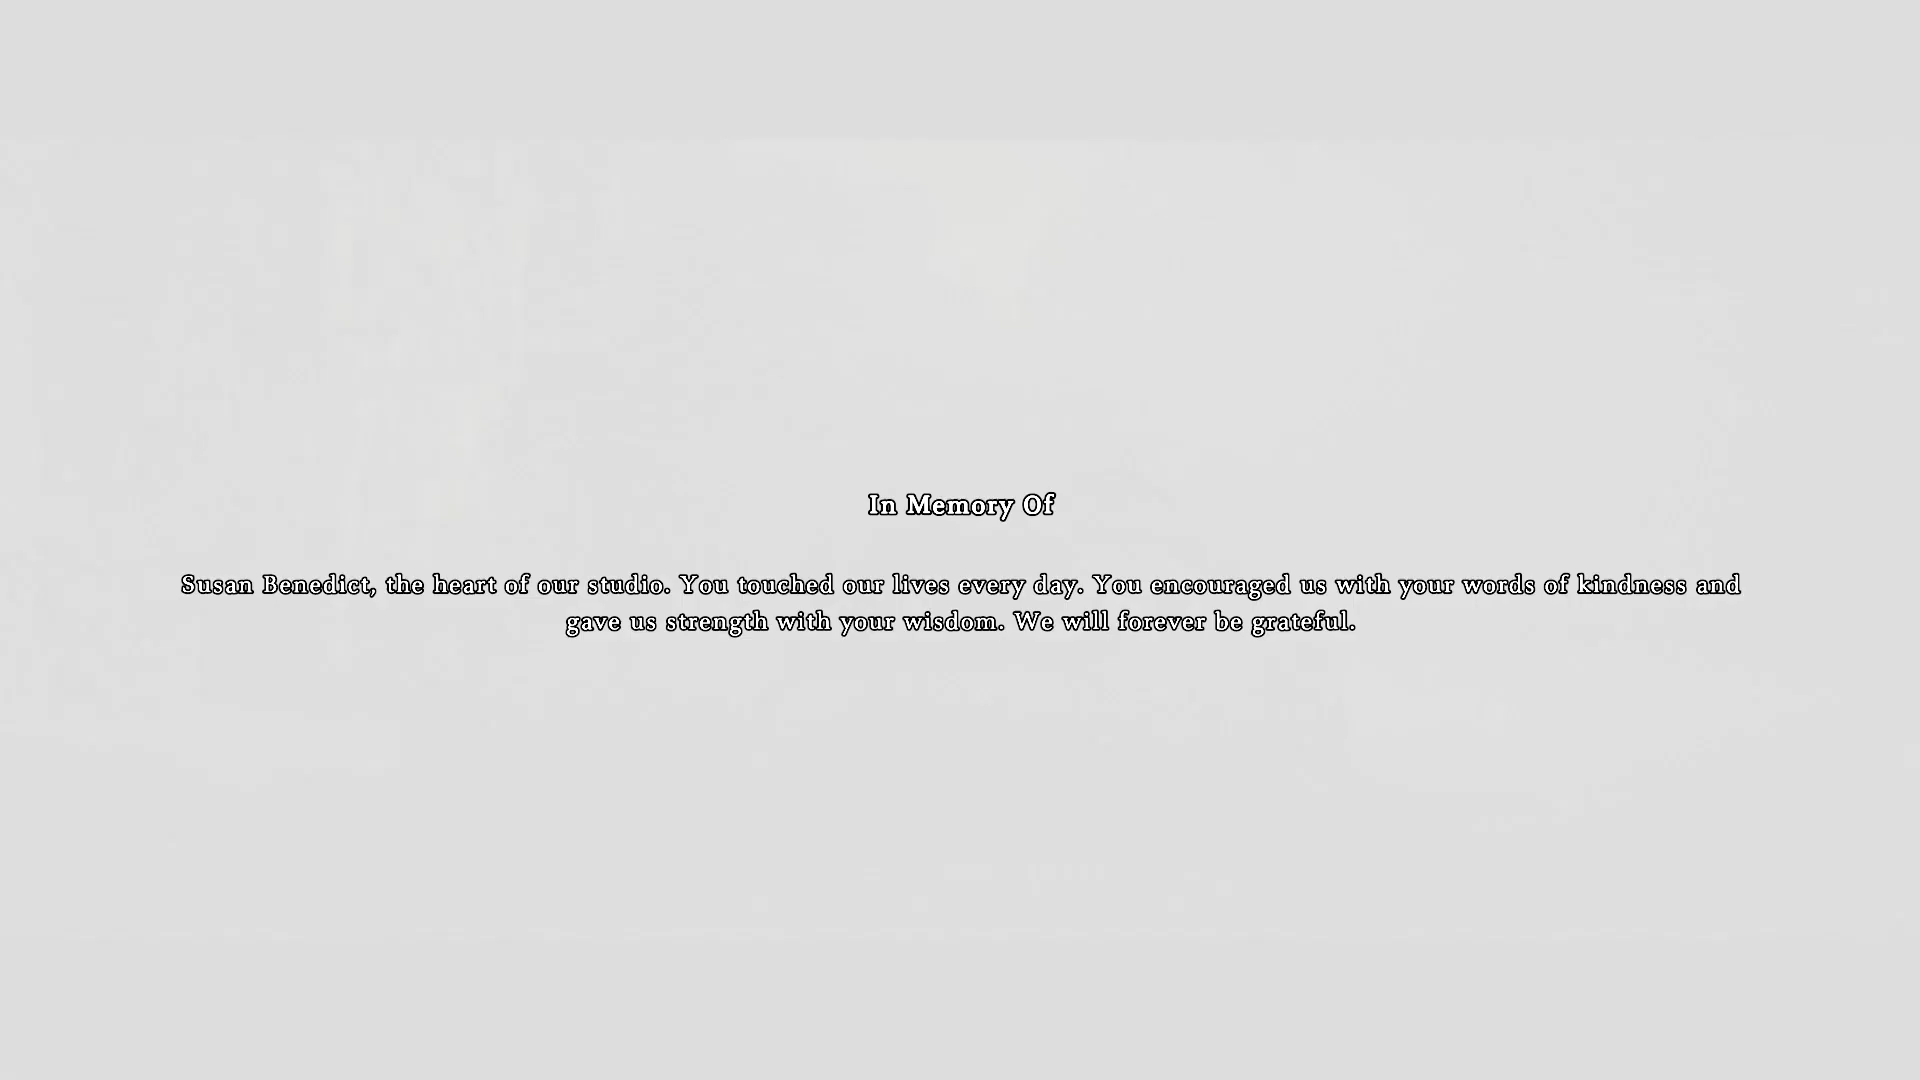 In Memory Of
Susan Benedict, the heart of our studio. You touched our lives every day. You encouraged us with your words of kindness and
gave us strength with your wisdom. We will forever be grateful.